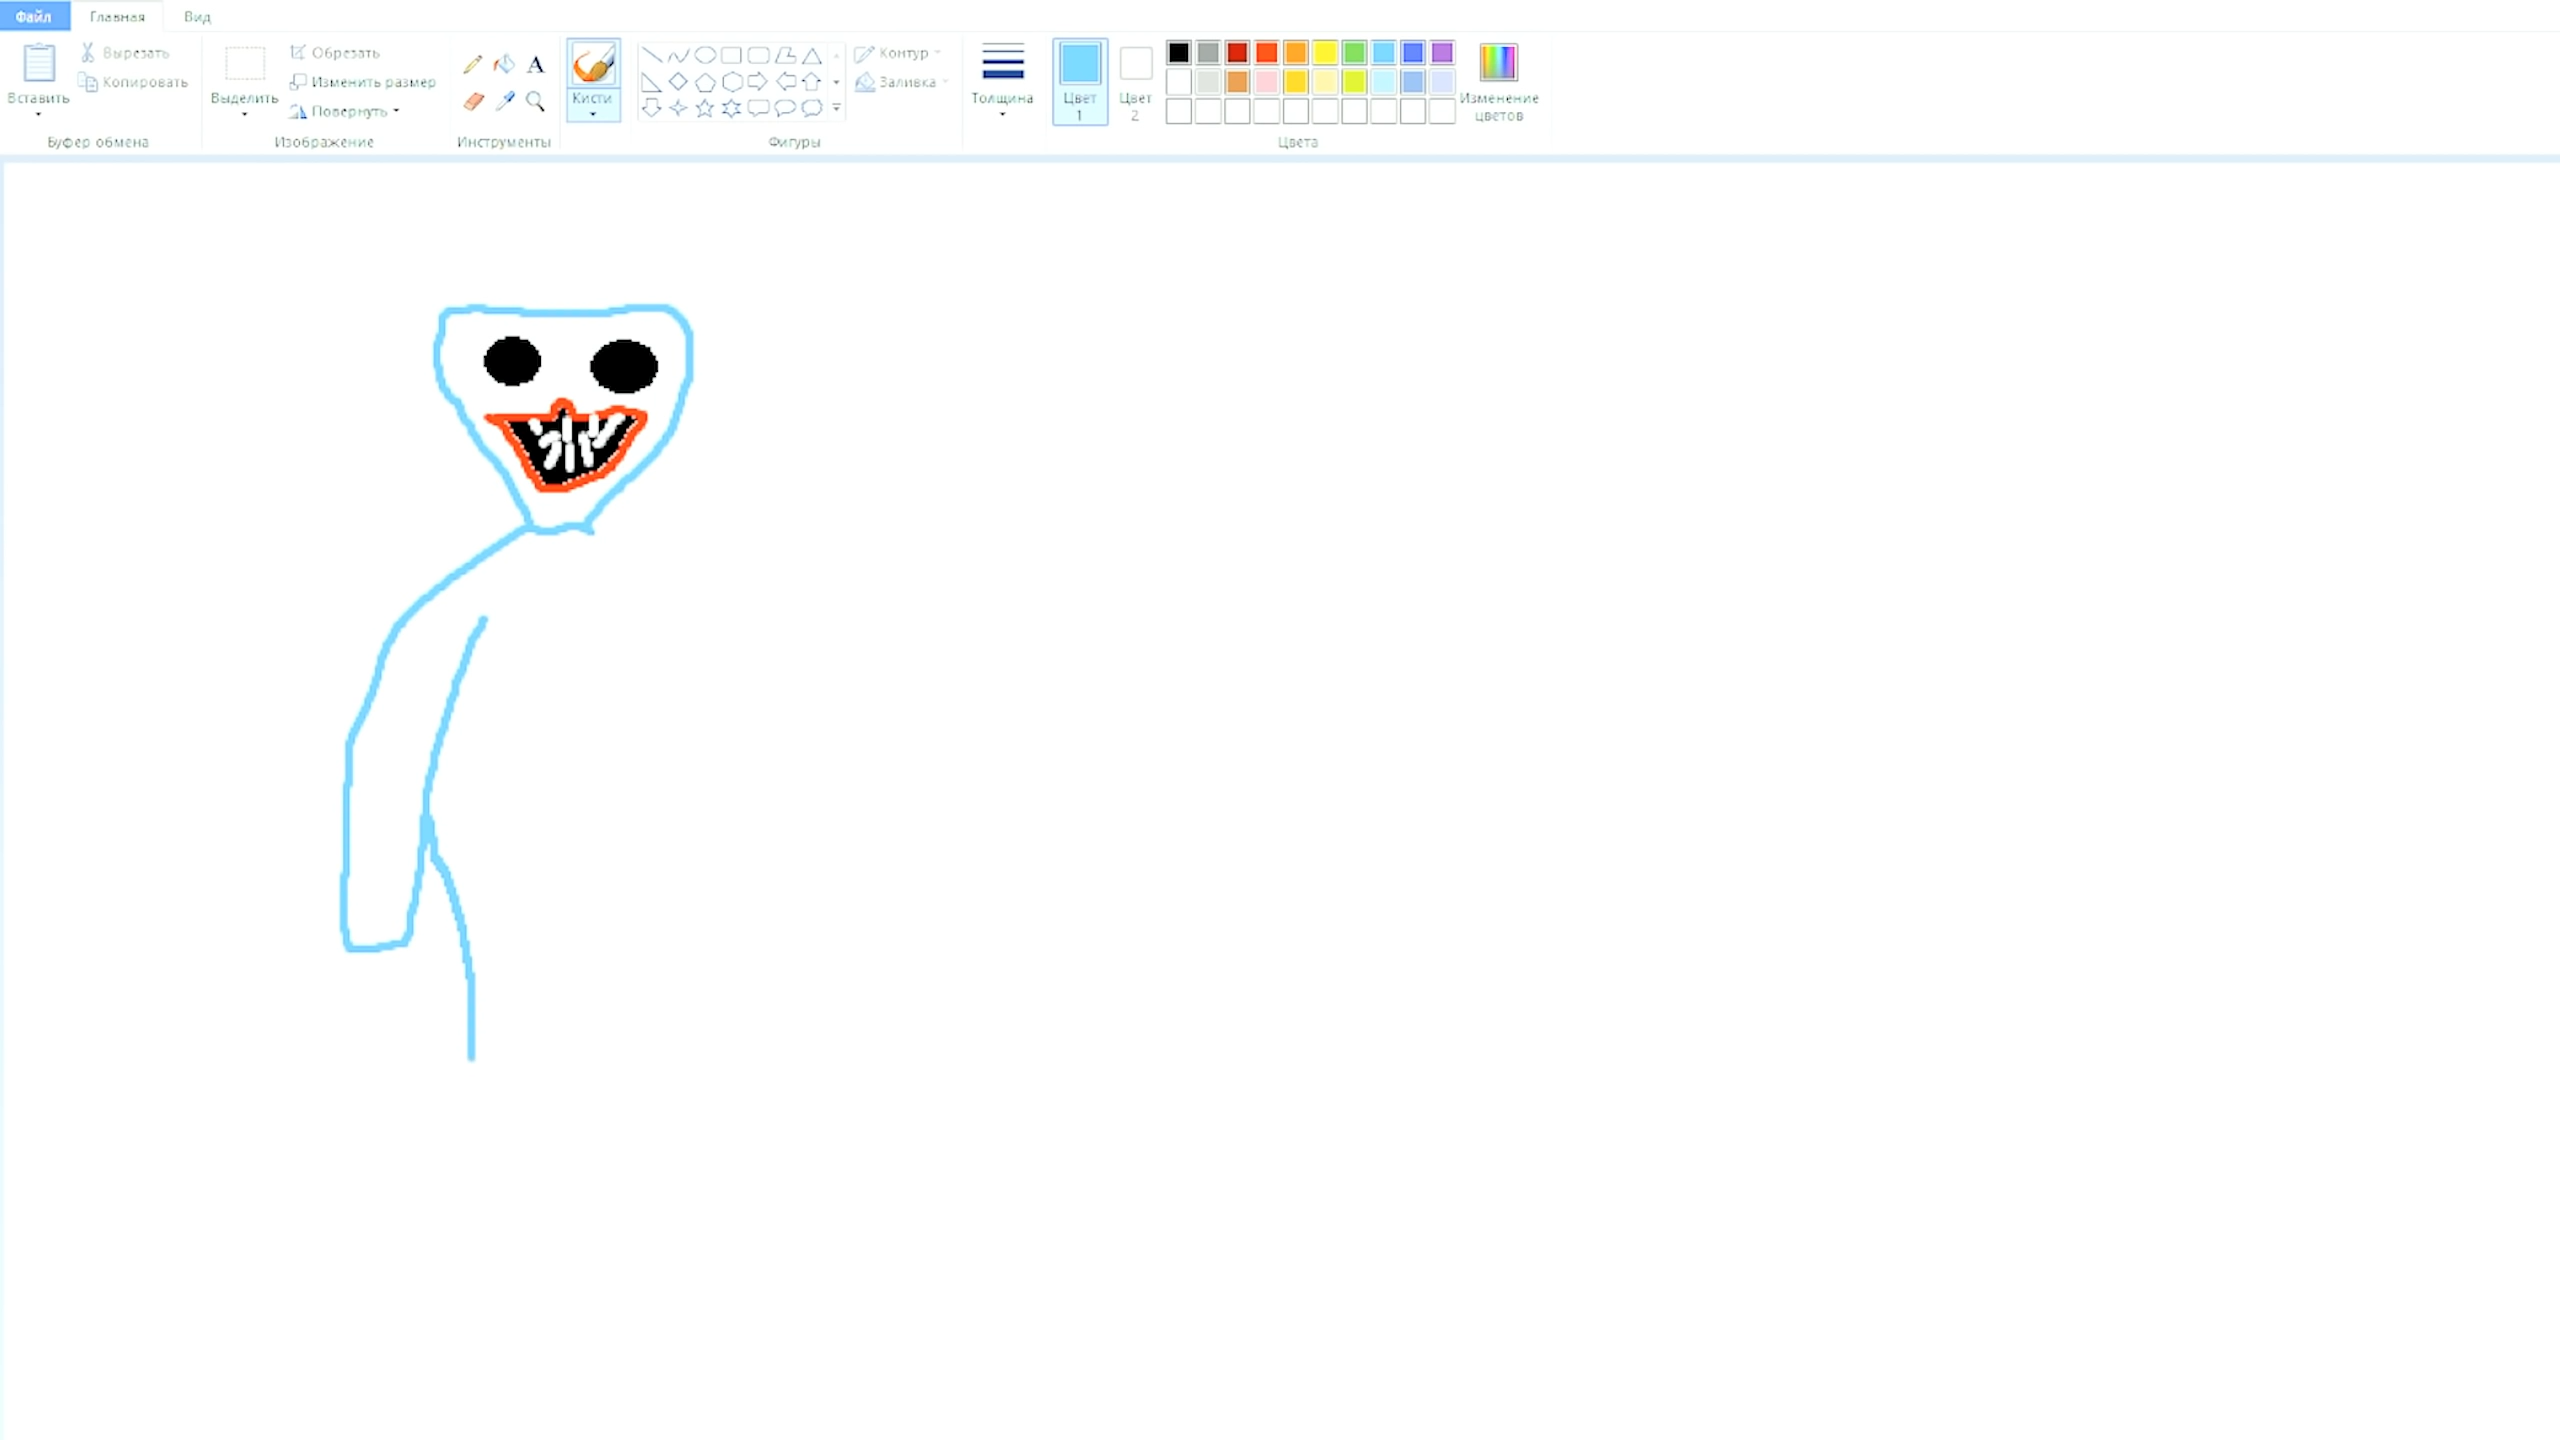 Файл Главная Вид
Вырезать Обрезать Контур
Копировать Изменить размер Заливка
Вставить Выделить Кисти Толщина Цвет Цвет Изменение
Повернуть 1 2 цветов
Буфер обмена Изображение Инструменты Фигуры Цвета